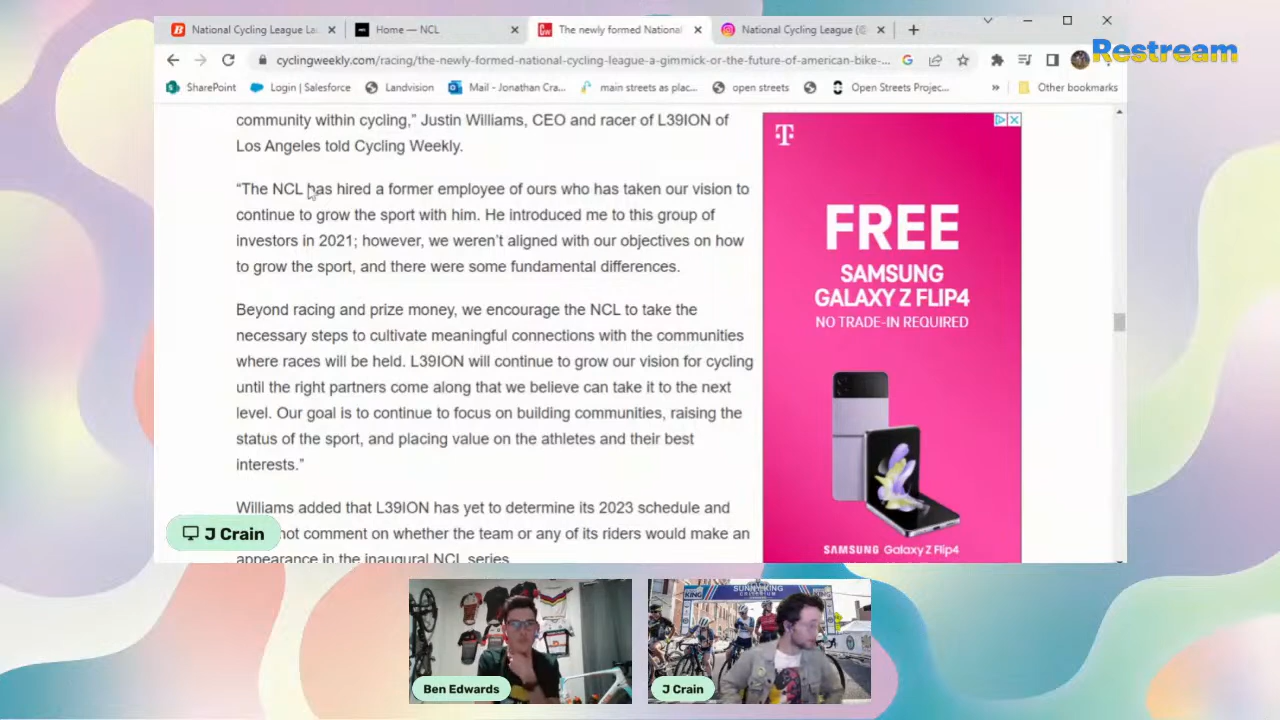 National Cycling League La
Home — NCL
The newly formed National
National Cycling League (@
Restream
cyclingweekly.com/racing/the-newly-formed-national-cycling-league-a-gimmick-or-the-future-of-american-bike-...
SharePoint
Login | Salesforce
Landvision
Mail - Jonathan Cra...
main streets as plac...
open streets
Open Streets Projec...
»
Other bookmarks
community within cycling,” Justin Williams, CEO and racer of L39ION of
Los Angeles told Cycling Weekly.
“The NCL has hired a former employee of ours who has taken our vision to
continue to grow the sport with him. He introduced me to this group of
investors in 2021; however, we weren’t aligned with our objectives on how
to grow the sport, and there were some fundamental differences.
Beyond racing and prize money, we encourage the NCL to take the
necessary steps to cultivate meaningful connections with the communities
where races will be held. L39ION will continue to grow our vision for cycling
until the right partners come along that we believe can take it to the next
level. Our goal is to continue to focus on building communities, raising the
status of the sport, and placing value on the athletes and their best
interests.”
Williams added that L39ION has yet to determine its 2023 schedule and
not comment on whether the team or any of its riders would make an
appearance in the inaugural NCL series.
T
FREE
SAMSUNG
GALAXY Z FLIP4
NO TRADE-IN REQUIRED
SAMSUNG Galaxy Z Flip4
J Crain
SUNNY KING
CRITERIUM
KING
Ben Edwards
J Crain